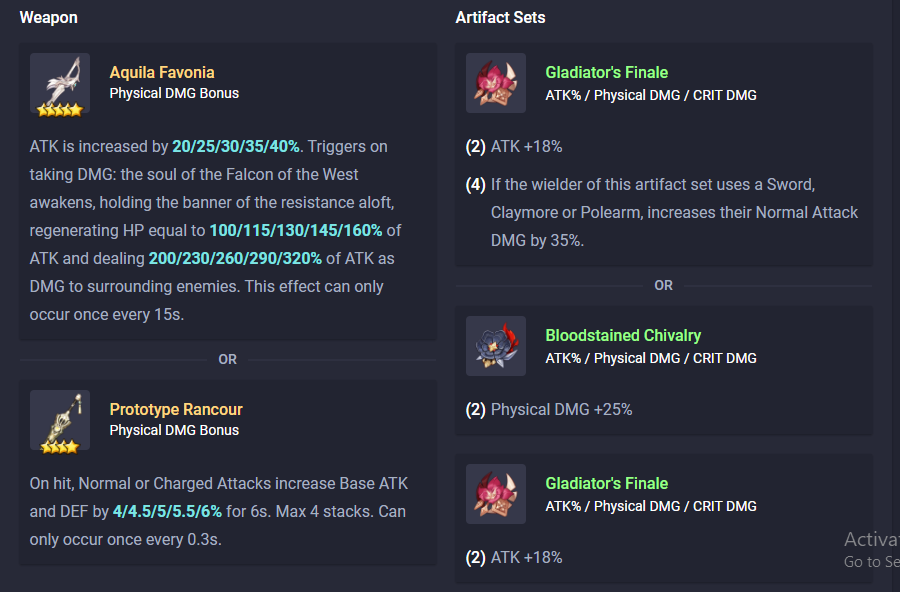 Weapon
Aquila Favonia
Physical DMG Bonus
ATK is increased by 20/25/30/35/40%. Triggers on
taking DMG: the soul of the Falcon of the West
awakens, holding the banner of the resistance aloft,
regenerating HP equal to 100/115/130/145/160% of
ATK and dealing 200/230/260/290/320% of ATK as
DMG to surrounding enemies. This effect can only
occur once every 15s.
OR
Prototype Rancour
Physical DMG Bonus
On hit, Normal or Charged Attacks increase Base ATK
and DEF by 4/4.5/5/5.5/6% for 6s. Max 4 stacks. Can
only occur once every 0.3s.
Artifact Sets
Gladiator's Finale
ATK% / Physical DMG / CRIT DMG
(2) ATK +18%
(4) If the wielder of this artifact set uses a Sword,
Claymore or Polearm, increases their Normal Attack
DMG by 35%.
OR
Bloodstained Chivalry
ATK% / Physical DMG / CRIT DMG
(2) Physical DMG +25%
Gladiator's Finale
ATK% / Physical DMG / CRIT DMG
(2) ATK +18%
Activa
Go to Se